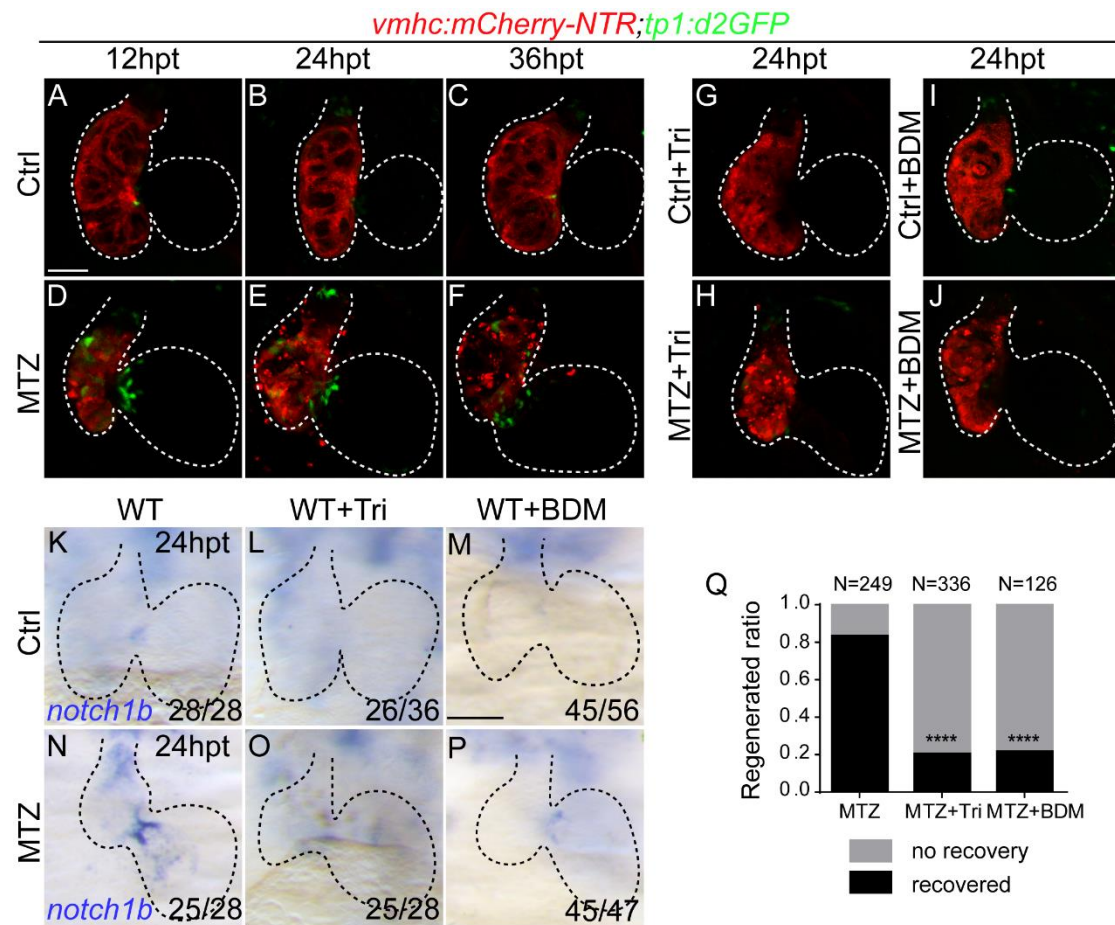 vmhc:mCherry-NTR;tp1:d2GFP
12hpt 24hpt 36hpt 24hpt 24hpt
Ctrl A B C Ctrl+Tri G Ctrl+BDM I
MTZ D E F MTZ+Tri H MTZ+BDM J
WT WT+Tri WT+BDM
Ctrl K 24hpt L M
notch1b 28/28 26/36 45/56
MTZ N 24hpt O P
notch1b 25/28 25/28 45/47
Q N=249 N=336 N=126
Regenerated ratio
1.0
0.8
0.6
0.4
0.2 **** ****
0.0
MTZ MTZ+Tri MTZ+BDM
no recovery
recovered